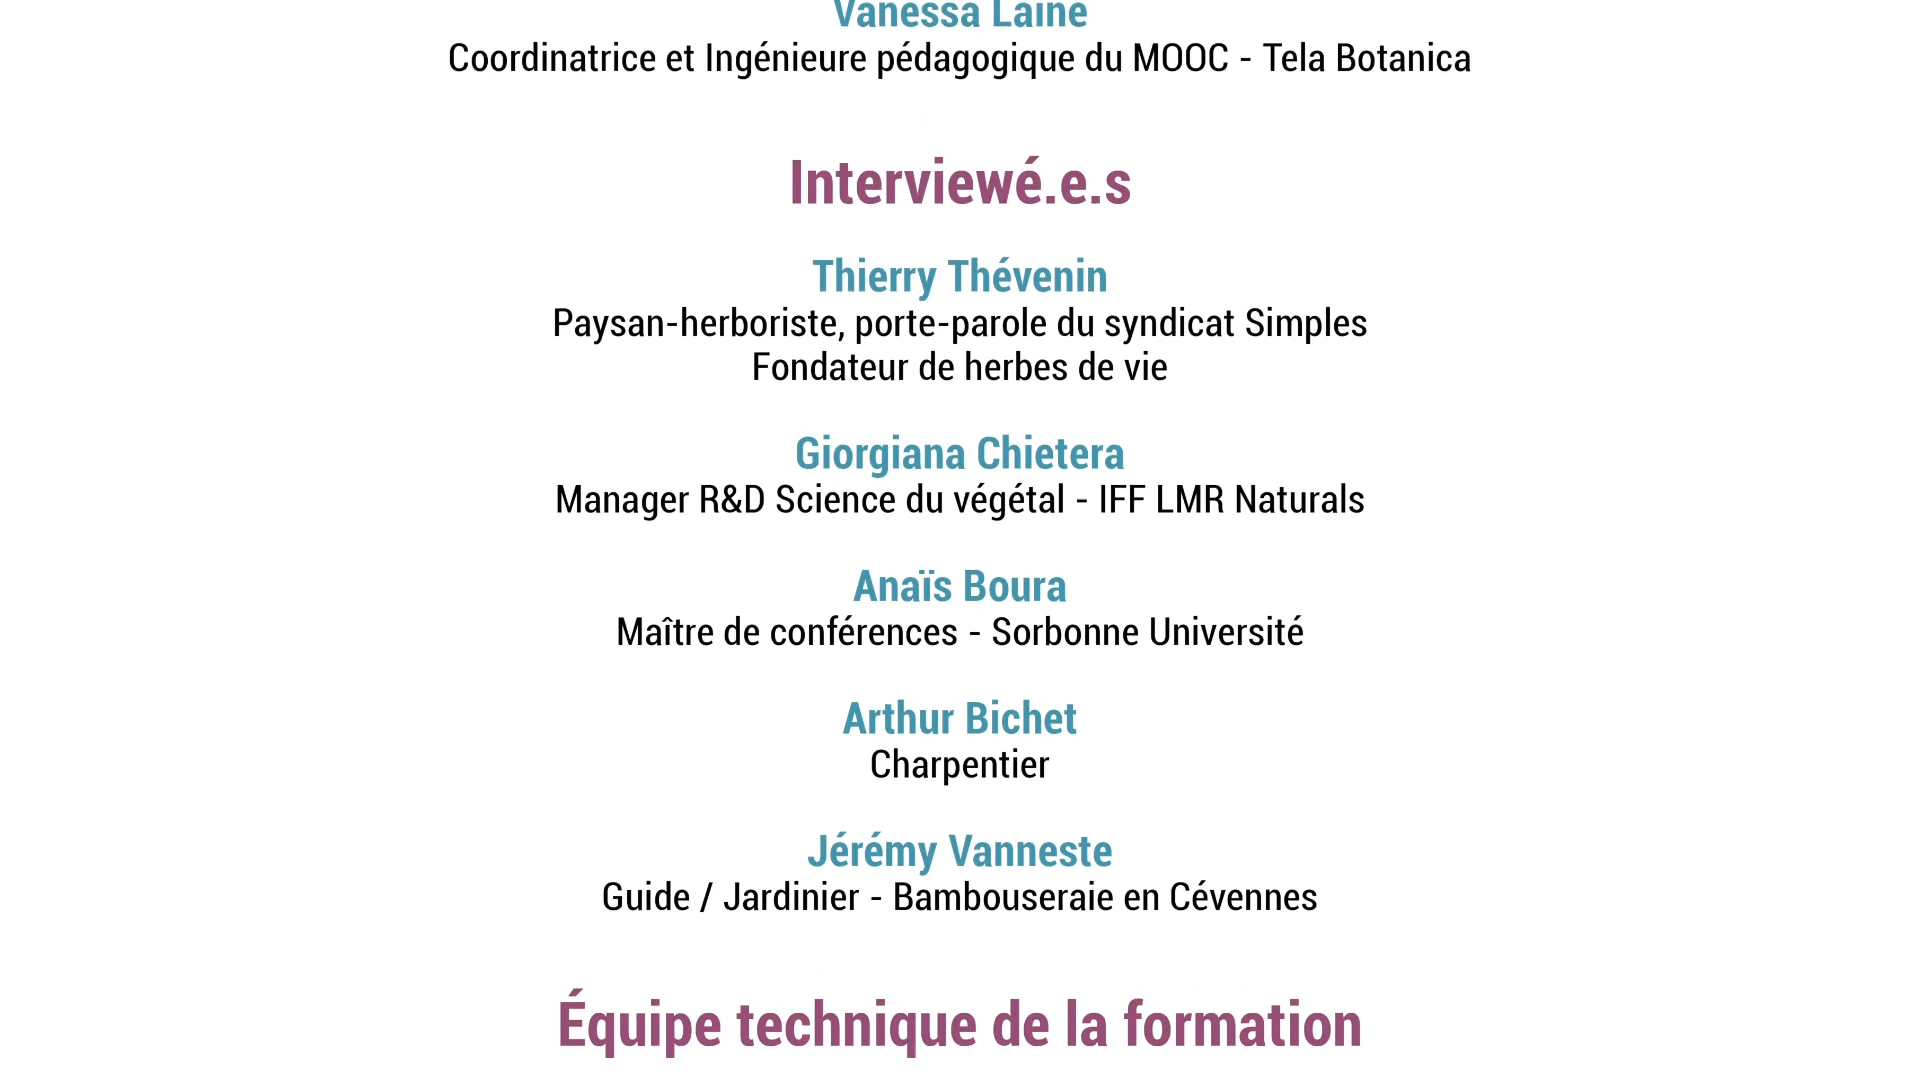 Vanessa Laine
Coordinatrice et Ingénieure pédagogique du MOOC - Tela Botanica
Interviewé.e.s
Thierry Thévenin
Paysan-herboriste, porte-parole du syndicat Simples
Fondateur de herbes de vie
Giorgiana Chietera
Manager R&D Science du végétal - IFF LMR Naturals
Anaïs Boura
Maître de conférences - Sorbonne Université
Arthur Bichet
Charpentier
Jérémy Vanneste
Guide / Jardinier - Bambouseraie en Cévennes
Équipe technique de la formation